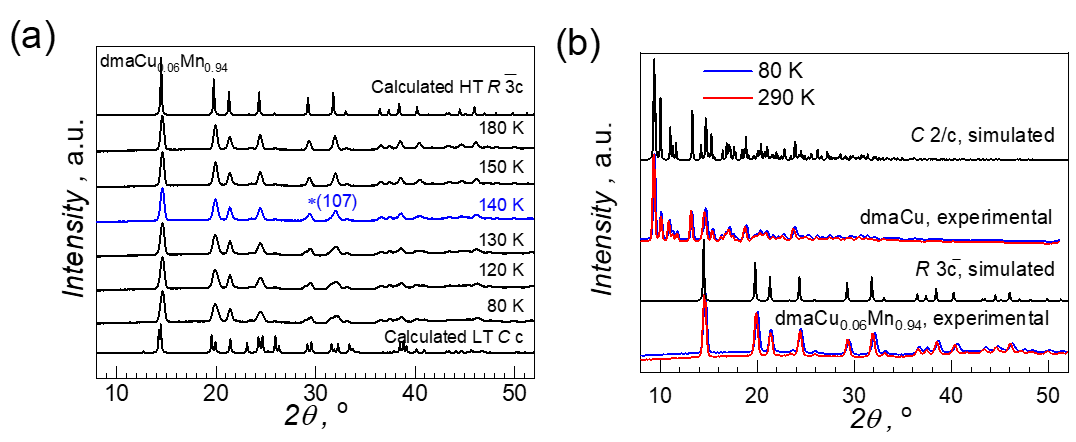 (a)
dmaCu0.06Mn0.94
Calculated HT R 3̅c
180 K
150 K
*(107)
140 K
130 K
120 K
80 K
Calculated LT C c
Intensity , a.u.
10 20 30 40 50
2θ , º
(b)
80 K
290 K
C 2/c, simulated
dmaCu, experimental
R 3c̅, simulated
dmaCu0.06Mn0.94, experimental
Intensity , a.u.
10 20 30 40 50
2θ , º